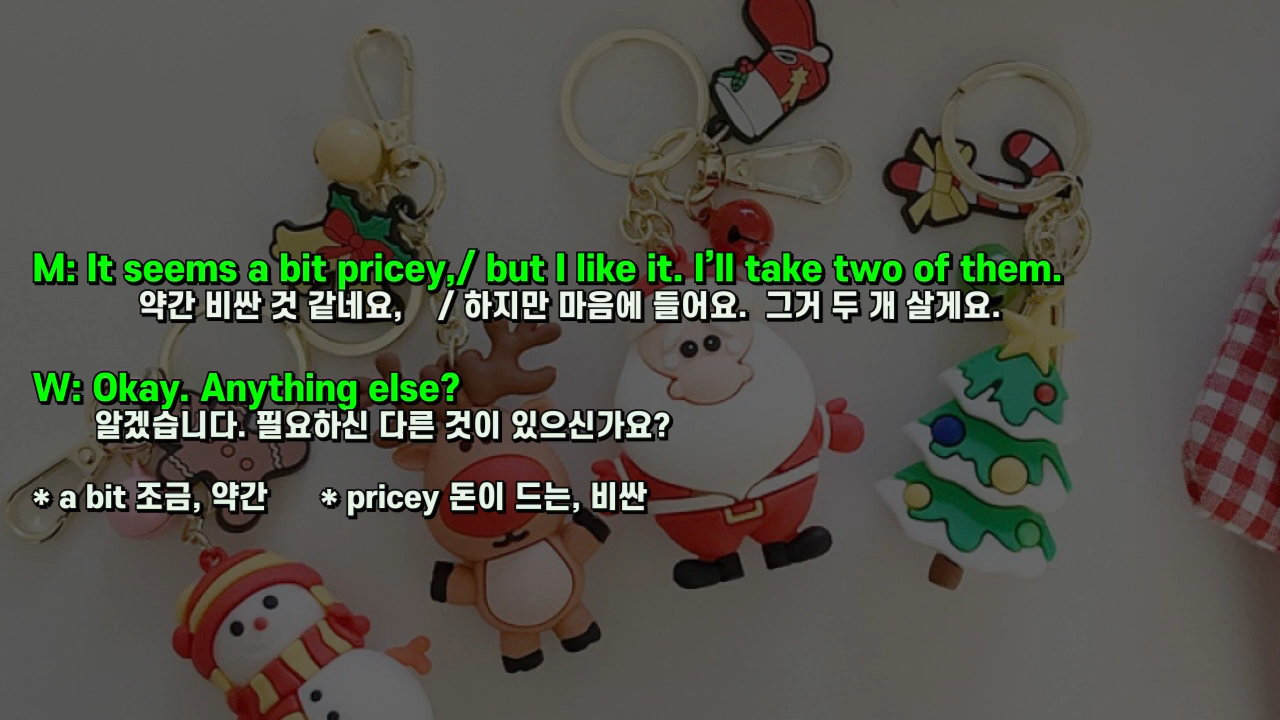 M: It seems a bit pricey,/ but I like it. I’ll take two of them.
약간 비싼 것 같네요, / 하지만 마음에 들어요. 그거 두 개 살게요.
W: Okay. Anything else?
알겠습니다. 필요하신 다른 것이 있으신가요?
* a bit 조금, 약간 * pricey 돈이 드는, 비싼